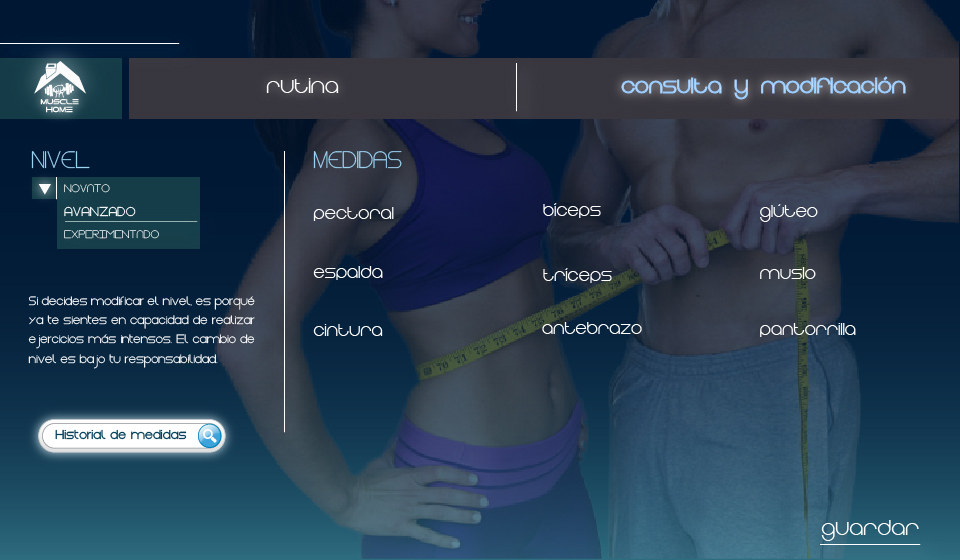 MUSCLE
HOME
rutina
consulta y modificación
NIVEL
NOVATO
AVANZADO
EXPERIMENTADO
Si decides modificar el nivel, es porqué
ya te sientes en capacidad de realizar
ejercicios más intensos. El cambio de
nivel es bajo tu responsabilidad.
Historial de medidas
MEDIDAS
pectoral
bíceps
glúteo
espalda
tríceps
muslo
cintura
antebrazo
pantorrilla
guardar